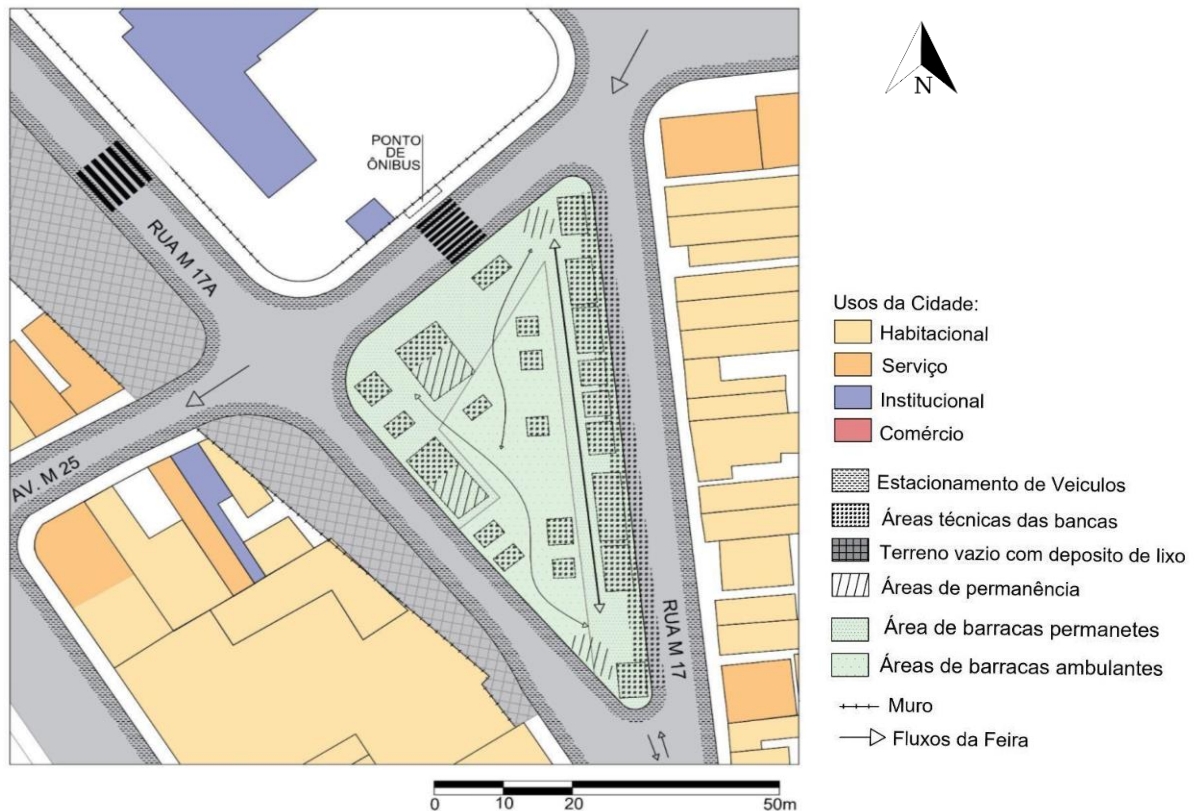 N
PONTO
DE
ÔNIBUS
RUA M 17A
AV. M 25
RUA M 17
Usos da Cidade:
Habitacional
Serviço
Institucional
Comércio
Estacionamento de Veiculos
Áreas técnicas das bancas
Terreno vazio com deposito de lixo
Áreas de permanência
Área de barracas permanetes
Áreas de barracas ambulantes
Muro
Fluxos da Feira
0 10 20 50m